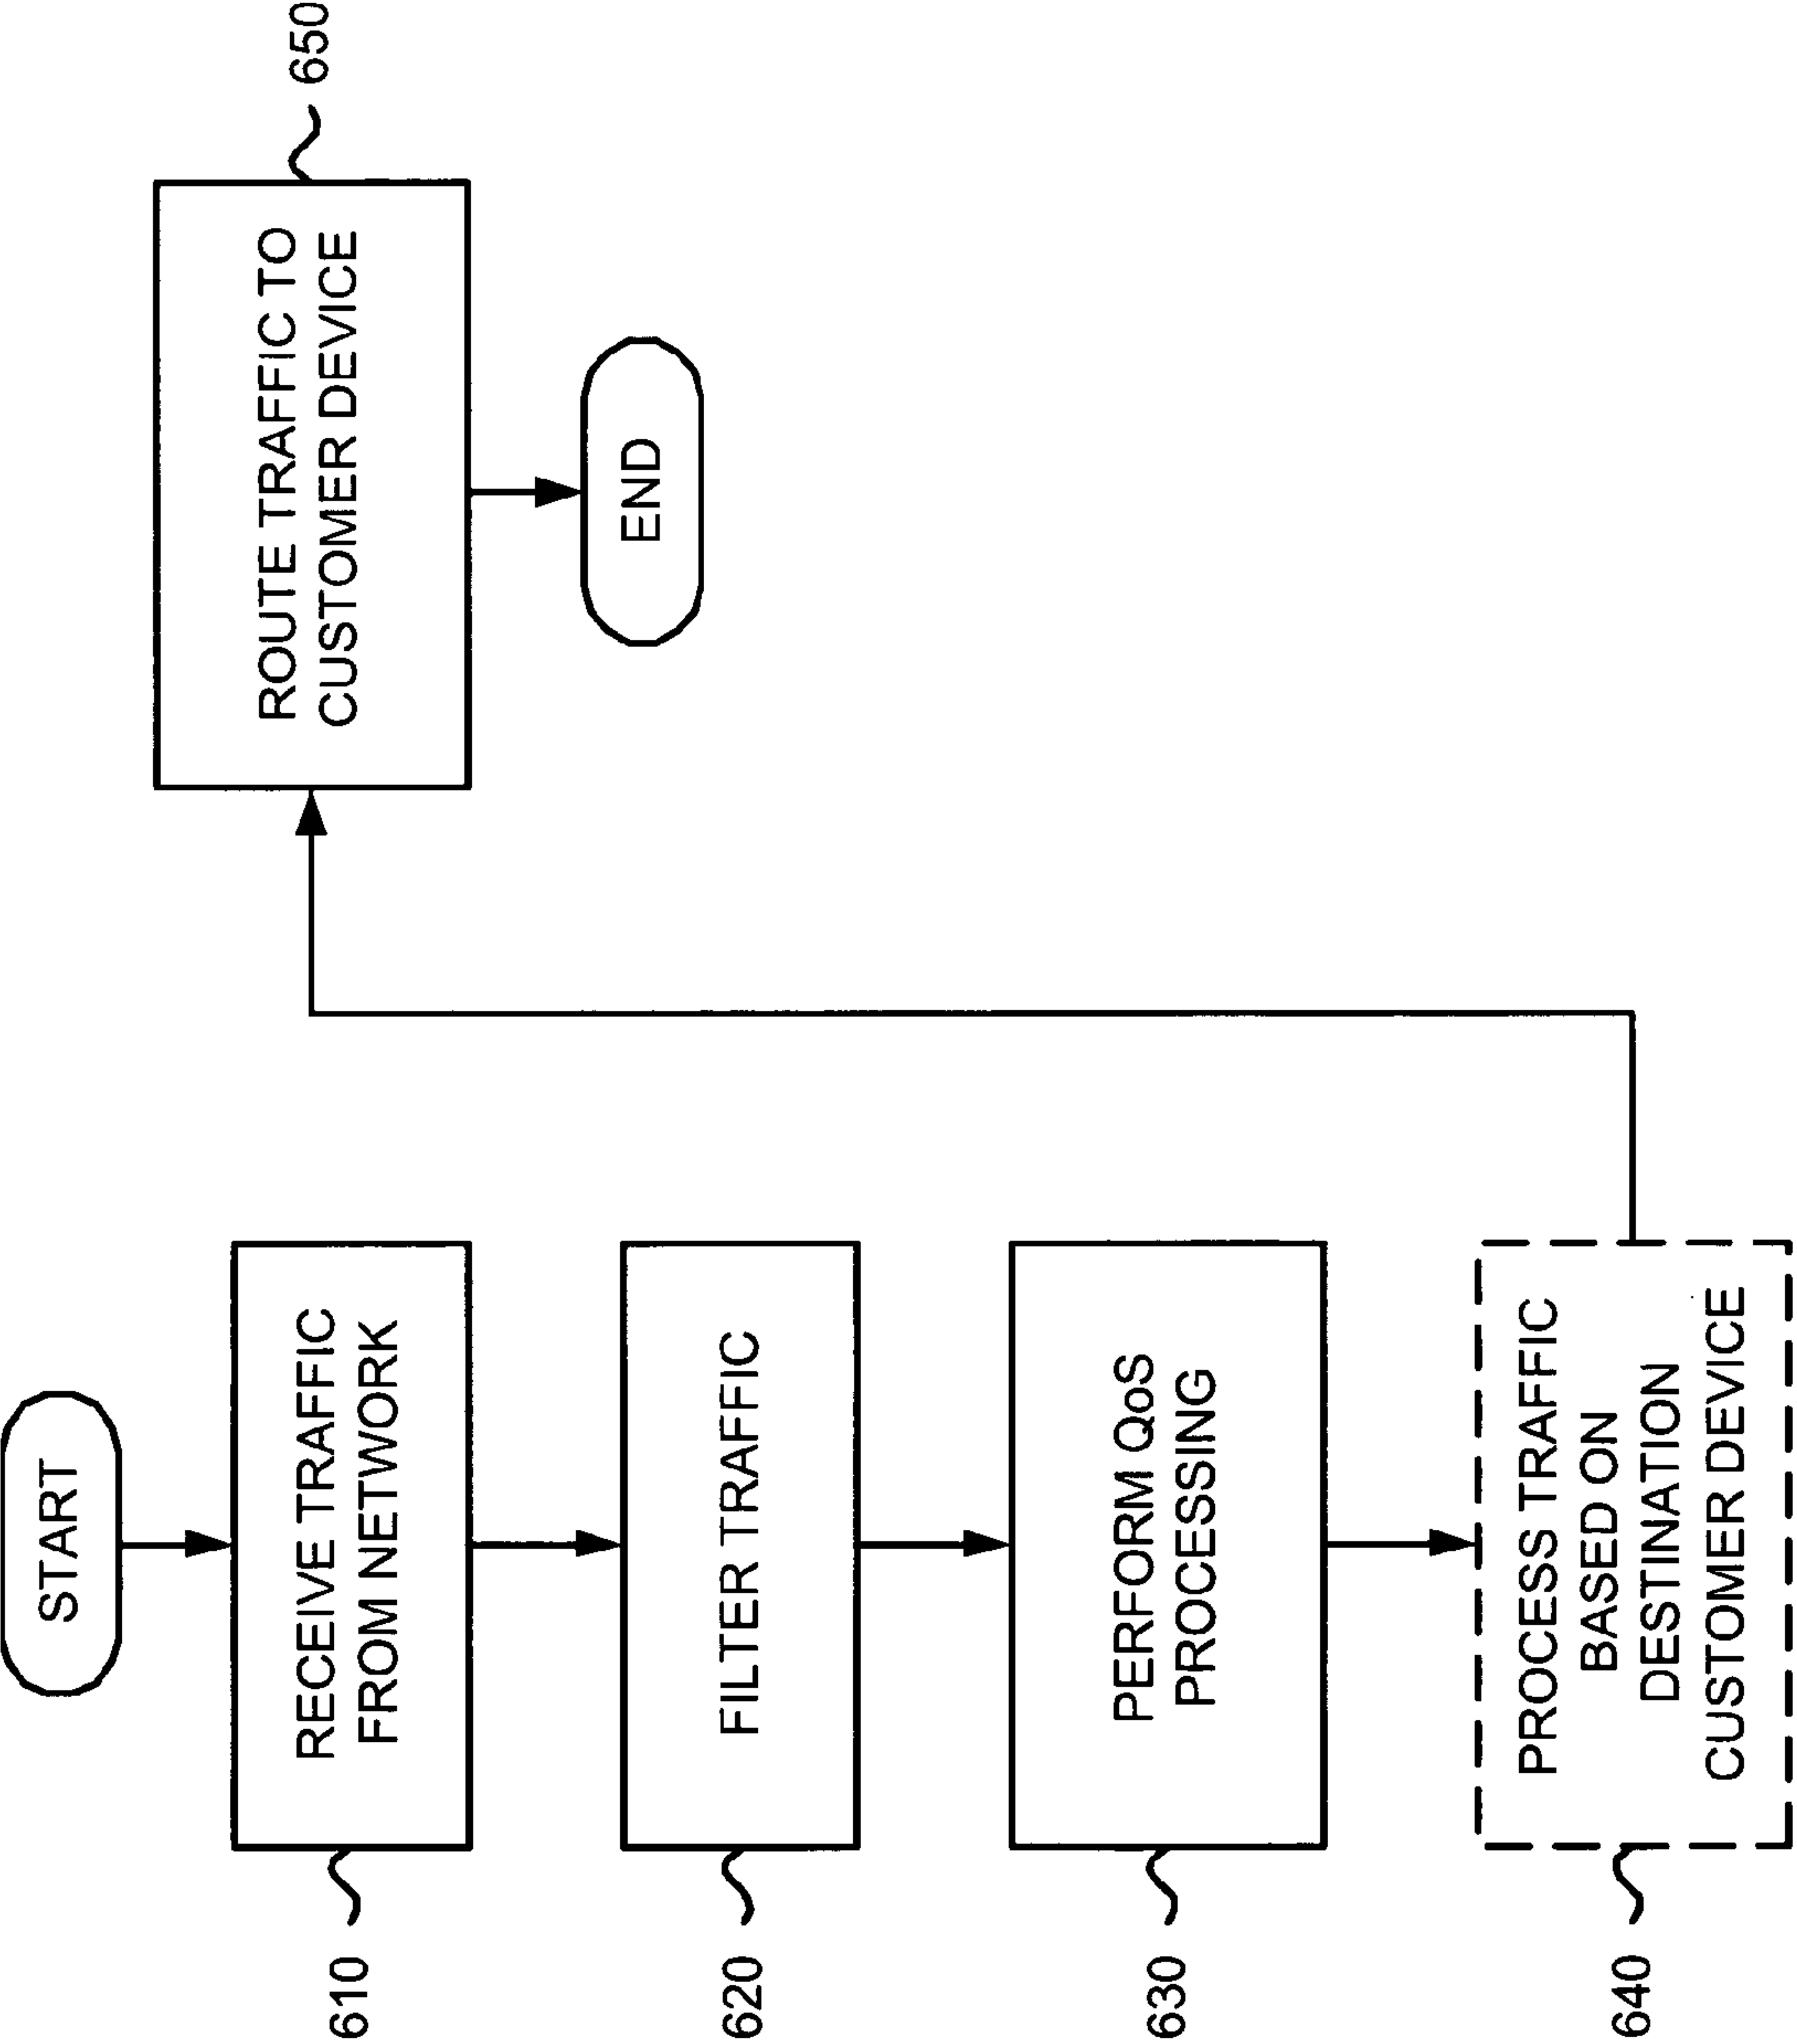 START
610
RECEIVE TRAFFIC
FROM NETWORK
620
FILTER TRAFFIC
630
PERFORM QoS
PROCESSING
640
PROCESS TRAFFIC
BASED ON
DESTINATION
CUSTOMER DEVICE
ROUTE TRAFFIC TO
CUSTOMER DEVICE
650
END